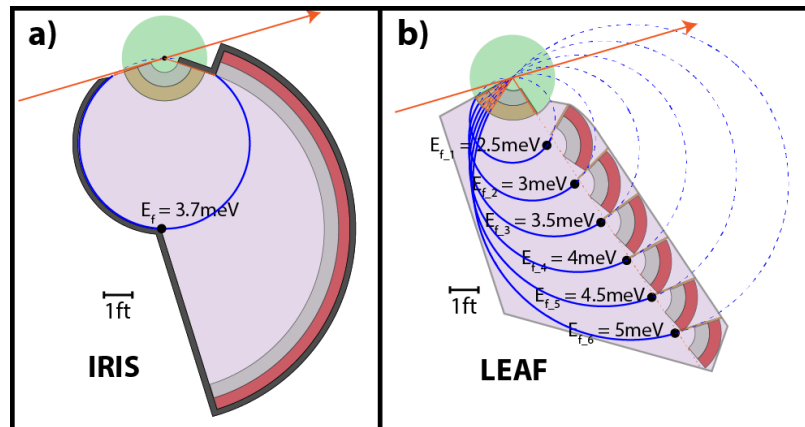 a)
E_f = 3.7meV
1ft
IRIS
b)
E_f_1 = 2.5meV
E_f_2 = 3meV
E_f_3 = 3.5meV
E_f_4 = 4meV
E_f_5 = 4.5meV
E_f_6 = 5meV
1ft
LEAF